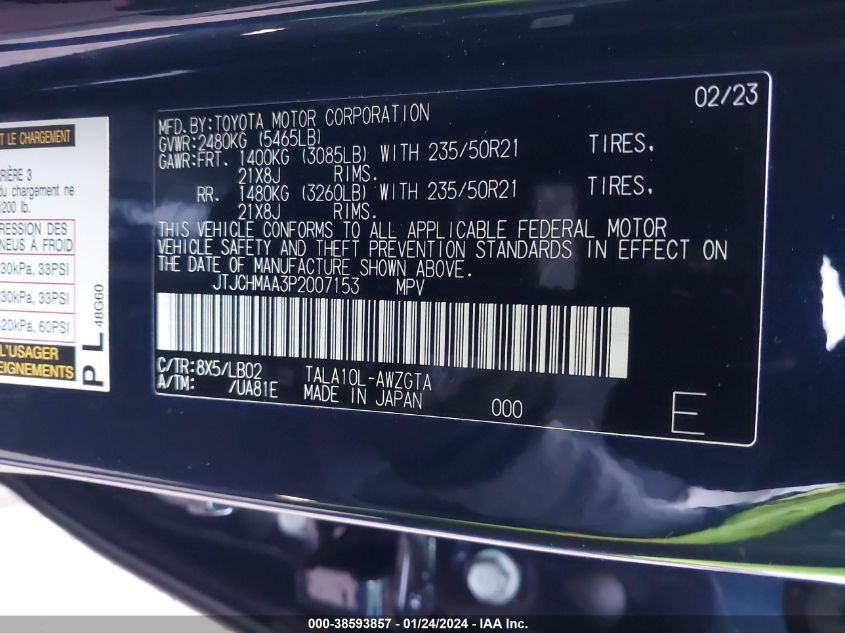 T LE CHARGEMENT
RIÈRE 3
du chargement ne
1200 lb.
PRESSION DES
NEUS À FROID
30kPa, 33PSI
30kPa, 33PSI
20kPa, 60PSI
L'USAGER
EIGNEMENTS
PL 48G60
02/23
MFD.BY:TOYOTA MOTOR CORPORATION
GVWR:2480KG (5465LB)
GAWR:FRT. 1400KG (3085LB) WITH 235/50R21 TIRES,
21X8J RIMS.
RR. 1480KG (3260LB) WITH 235/50R21 TIRES,
21X8J RIMS.
THIS VEHICLE CONFORMS TO ALL APPLICABLE FEDERAL MOTOR
VEHICLE SAFETY AND THEFT PREVENTION STANDARDS IN EFFECT ON
THE DATE OF MANUFACTURE SHOWN ABOVE.
JTJCHMAA3P2007153 MPV
C/TR:8X5/LB02 TALA10L-AWZGTA
A/TM: /UA81E MADE IN JAPAN 000
E
000-38593857 - 01/24/2024 - IAA Inc.